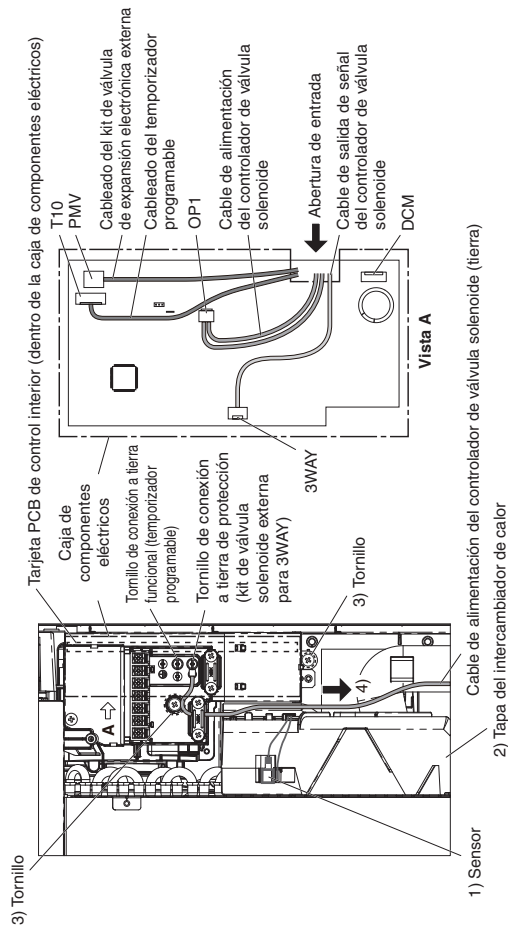 Tarjeta PCB de control interior (dentro de la caja de componentes eléctricos)
T10
PMV
Cableado del kit de válvula
de expansión electrónica externa
Cableado del temporizador
programable
OP1
Cable de alimentación
del controlador de válvula
solenoide
Abertura de entrada
Cable de salida de señal
del controlador de válvula
solenoide
DCM
Vista A
3WAY
Caja de
componentes
eléctricos
Tornillo de conexión a tierra
funcional (temporizador
programable)
Tornillo de conexión
a tierra de protección
(kit de válvula
solenoide externa
para 3WAY)
3) Tornillo
3) Tornillo
A
4)
Cable de alimentación del controlador de válvula solenoide (tierra)
2) Tapa del intercambiador de calor
1) Sensor